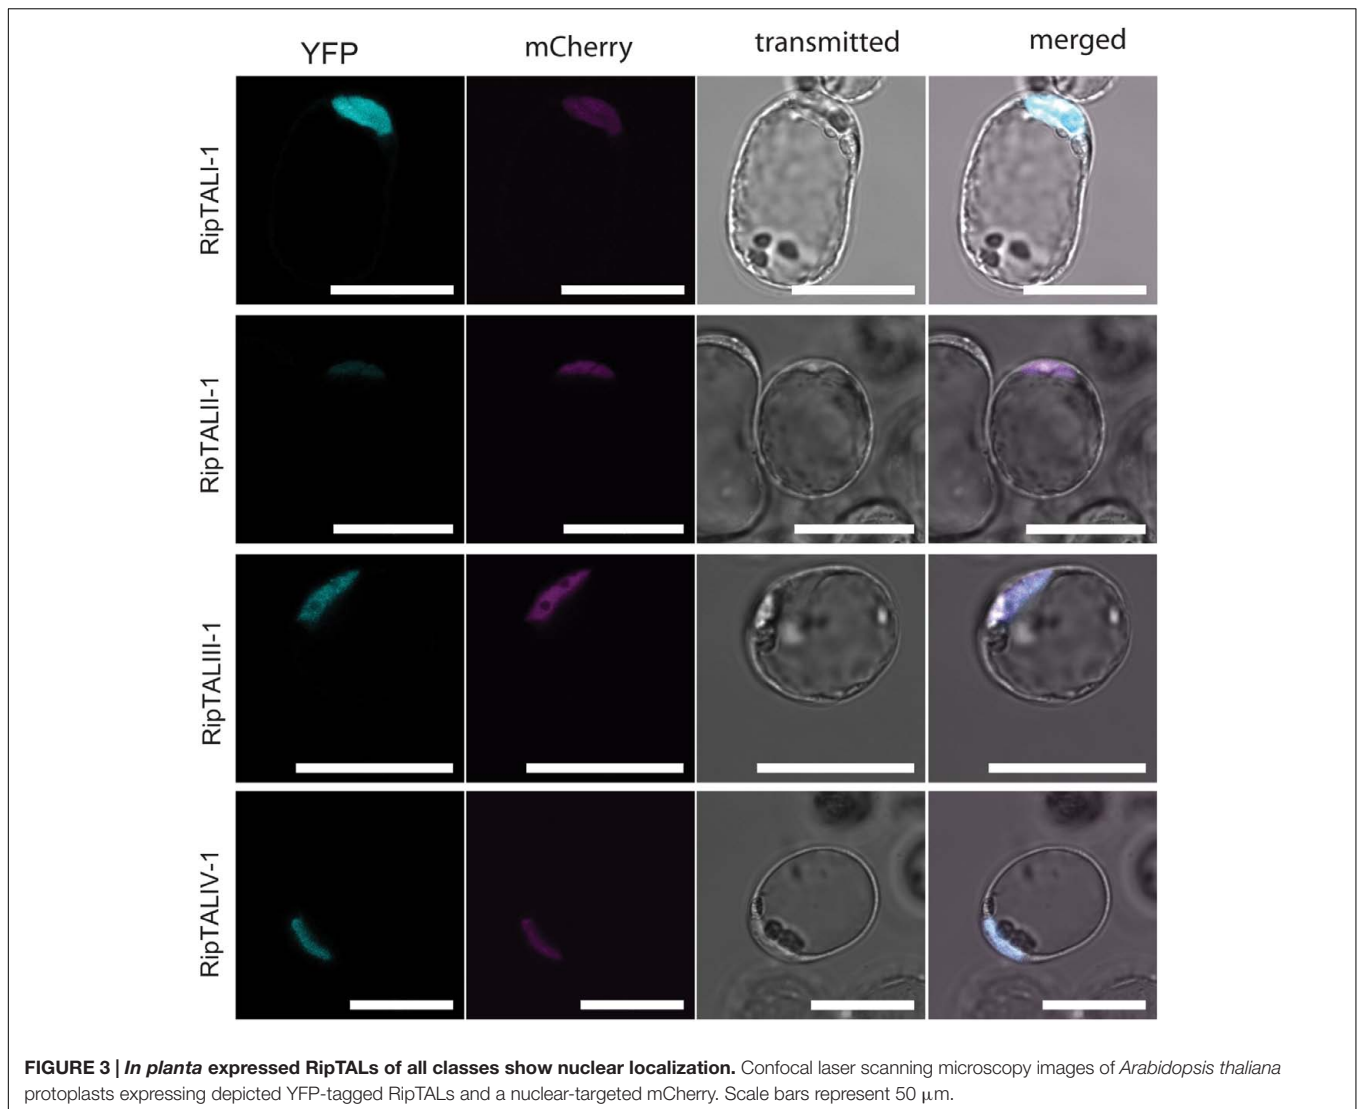 YFP
mCherry
transmitted
merged
RipTALI-1
RipTALII-1
RipTALIII-1
RipTALIV-1
FIGURE 3 | In planta expressed RipTALs of all classes show nuclear localization. Confocal laser scanning microscopy images of Arabidopsis thaliana
protoplasts expressing depicted YFP-tagged RipTALs and a nuclear-targeted mCherry. Scale bars represent 50 μm.